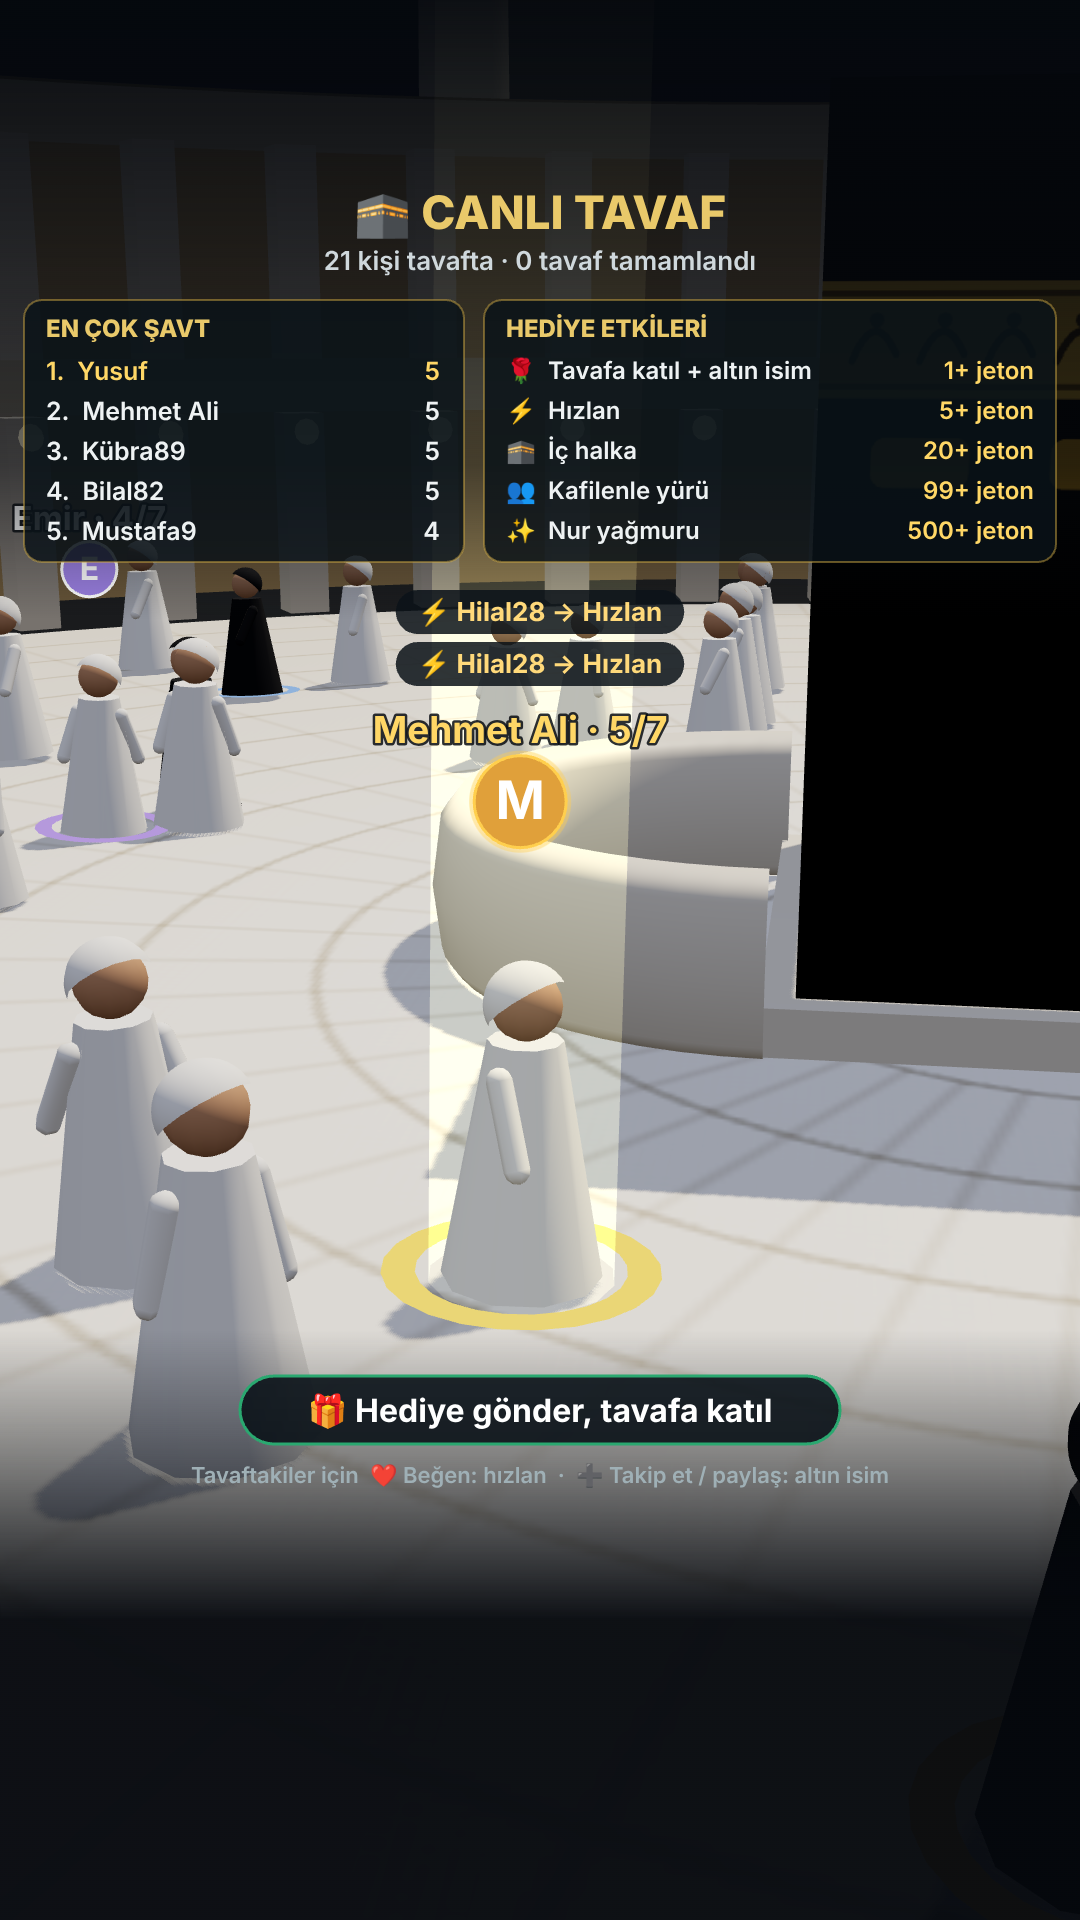 🕋 CANLI TAVAF
21 kişi tavafta · 0 tavaf tamamlandı
EN ÇOK ŞAVT
1. Yusuf 5
2. Mehmet Ali 5
3. Kübra89 5
4. Bilal82 5
5. Mustafa9 4
HEDİYE ETKİLERİ
🌹 Tavafa katıl + altın isim 1+ jeton
⚡ Hızlan 5+ jeton
🕋 İç halka 20+ jeton
👥 Kafilenle yürü 99+ jeton
✨ Nur yağmuru 500+ jeton
Emir · 4/7
E
⚡ Hilal28 → Hızlan
⚡ Hilal28 → Hızlan
Mehmet Ali · 5/7
M
🎁 Hediye gönder, tavafa katıl
Tavaftakiler için ❤️ Beğen: hızlan · ➕ Takip et / paylaş: altın isim